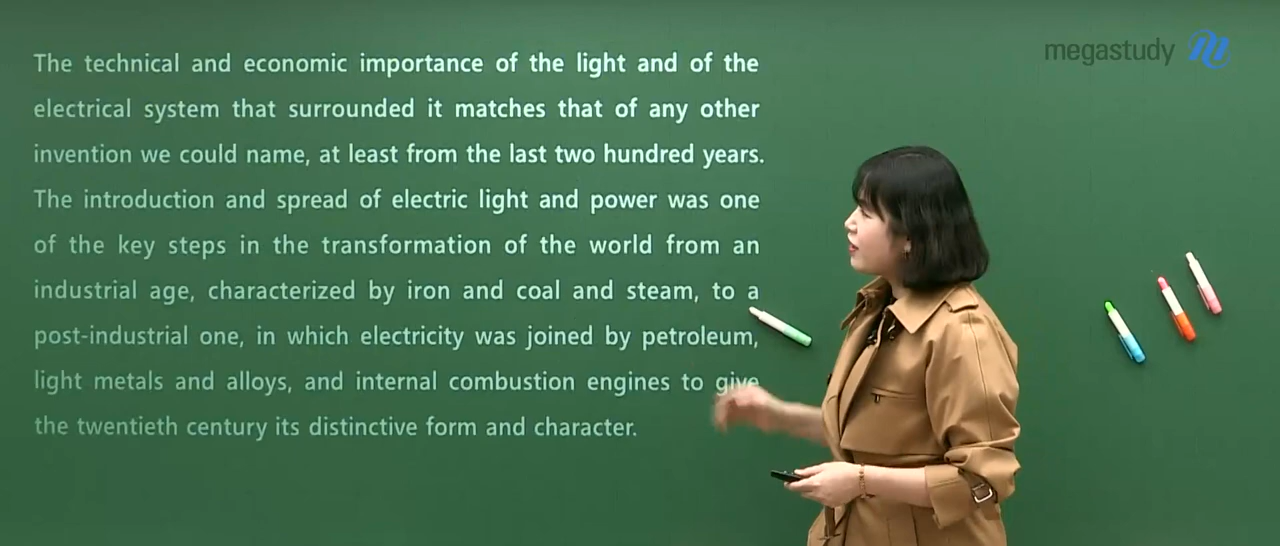 The technical and economic importance of the light and of the
electrical system that surrounded it matches that of any other
invention we could name, at least from the last two hundred years.
The introduction and spread of electric light and power was one
of the key steps in the transformation of the world from an
industrial age, characterized by iron and coal and steam, to a
post-industrial one, in which electricity was joined by petroleum,
light metals and alloys, and internal combustion engines to give
the twentieth century its distinctive form and character.
megastudy